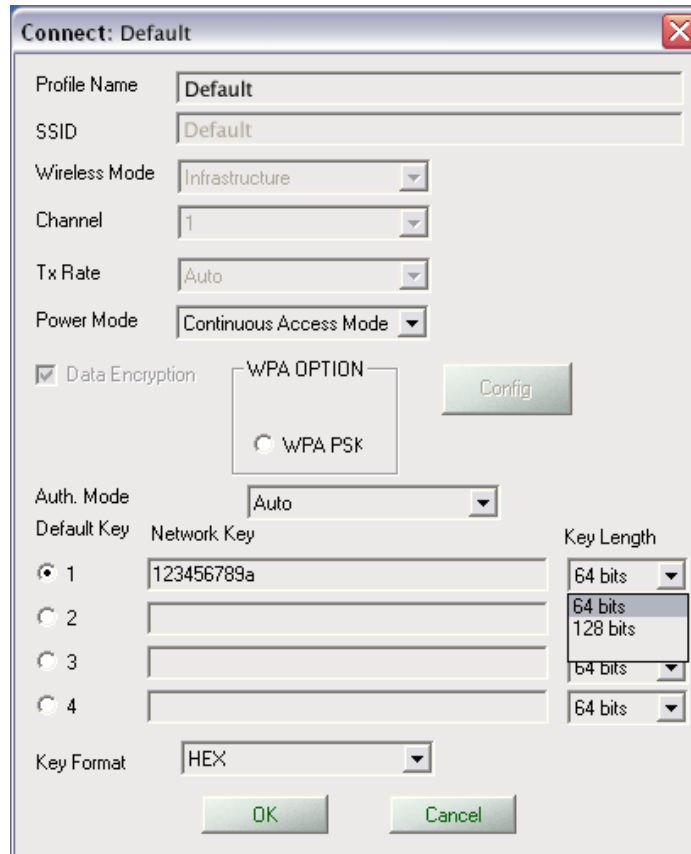 Connect: Default
Profile Name Default
SSID Default
Wireless Mode Infrastructure
Channel 1
Tx Rate Auto
Power Mode Continuous Access Mode
Data Encryption WPA OPTION Config
WPA PSK
Auth. Mode Auto
Default Key Network Key Key Length
1 123456789a 64 bits
64 bits
2 128 bits
3 64 bits
4 64 bits
Key Format HEX
OK Cancel